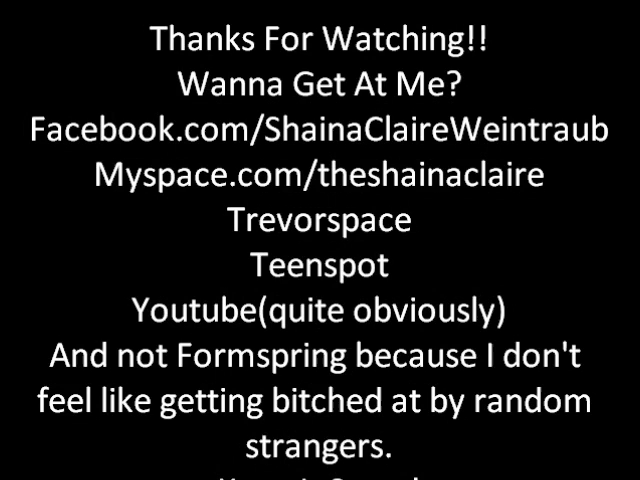 Thanks For Watching!!
Wanna Get At Me?
Facebook.com/ShainaClaireWeintraub
Myspace.com/theshainaclaire
Trevorspace
Teenspot
Youtube(quite obviously)
And not Formspring because I don't
feel like getting bitched at by random
strangers.